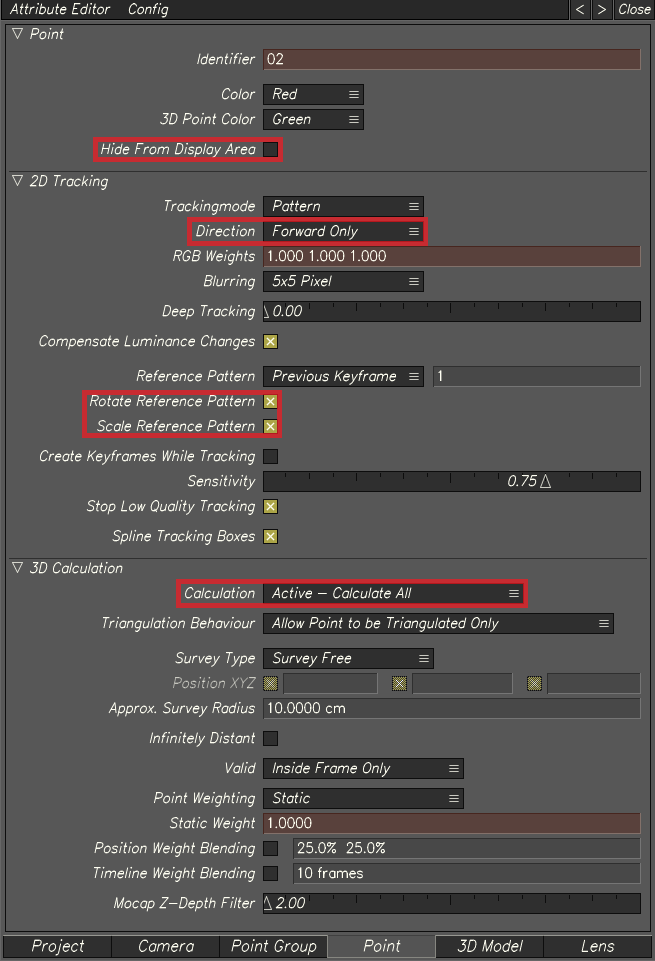 Attribute Editor Config < > Close
▽ Point
Identifier 02
Color Red
3D Point Color Green
Hide From Display Area
▽ 2D Tracking
Trackingmode Pattern
Direction Forward Only
RGB Weights 1.000 1.000 1.000
Blurring 5x5 Pixel
Deep Tracking 0.00
Compensate Luminance Changes
Reference Pattern Previous Keyframe 1
Rotate Reference Pattern
Scale Reference Pattern
Create Keyframes While Tracking
Sensitivity 0.75
Stop Low Quality Tracking
Spline Tracking Boxes
▽ 3D Calculation
Calculation Active - Calculate All
Triangulation Behaviour Allow Point to be Triangulated Only
Survey Type Survey Free
Position XYZ
Approx. Survey Radius 10.0000 cm
Infinitely Distant
Valid Inside Frame Only
Point Weighting Static
Static Weight 1.0000
Position Weight Blending 25.0% 25.0%
Timeline Weight Blending 10 frames
Mocap Z-Depth Filter 2.00
Project Camera Point Group Point 3D Model Lens